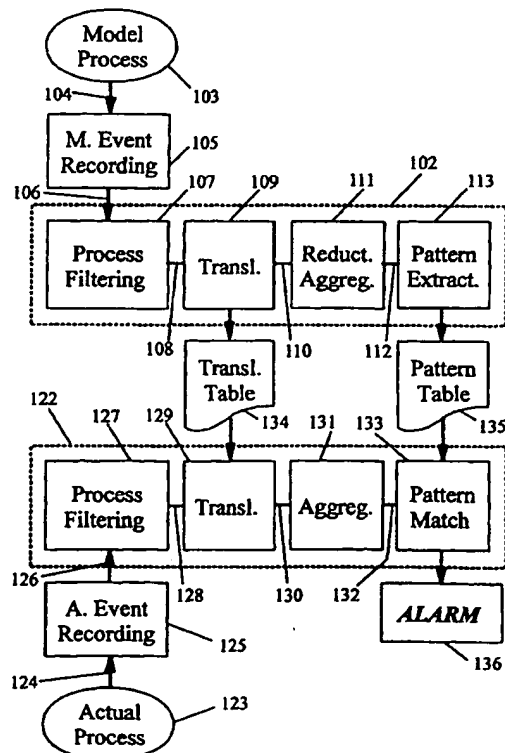 Model
Process
104
103
M. Event
Recording
105
106
107
109
111
102
113
Process
Filtering
Transl.
Reduct.
Aggreg.
Pattern
Extract.
108
110
112
Transl.
Table
Pattern
Table
122
127
129
134
131
133
135
Process
Filtering
Transl.
Aggreg.
Pattern
Match
126
128
130
132
A. Event
Recording
125
ALARM
124
136
123
Actual
Process